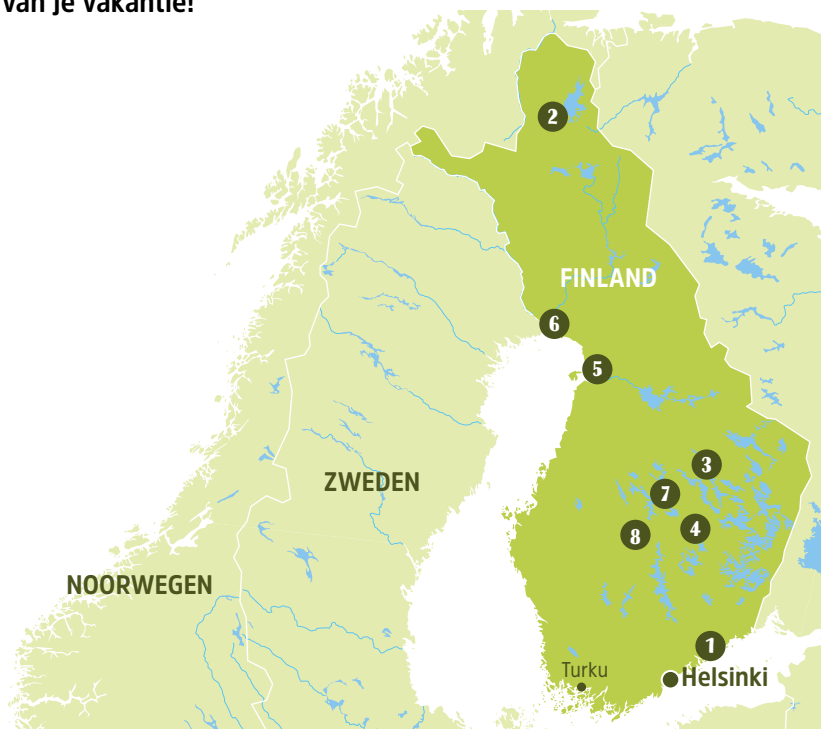 van je vakantie!
2
FINLAND
6
5
3
ZWEDEN
7
4
8
NOORWEGEN
1
Turku
Helsinki